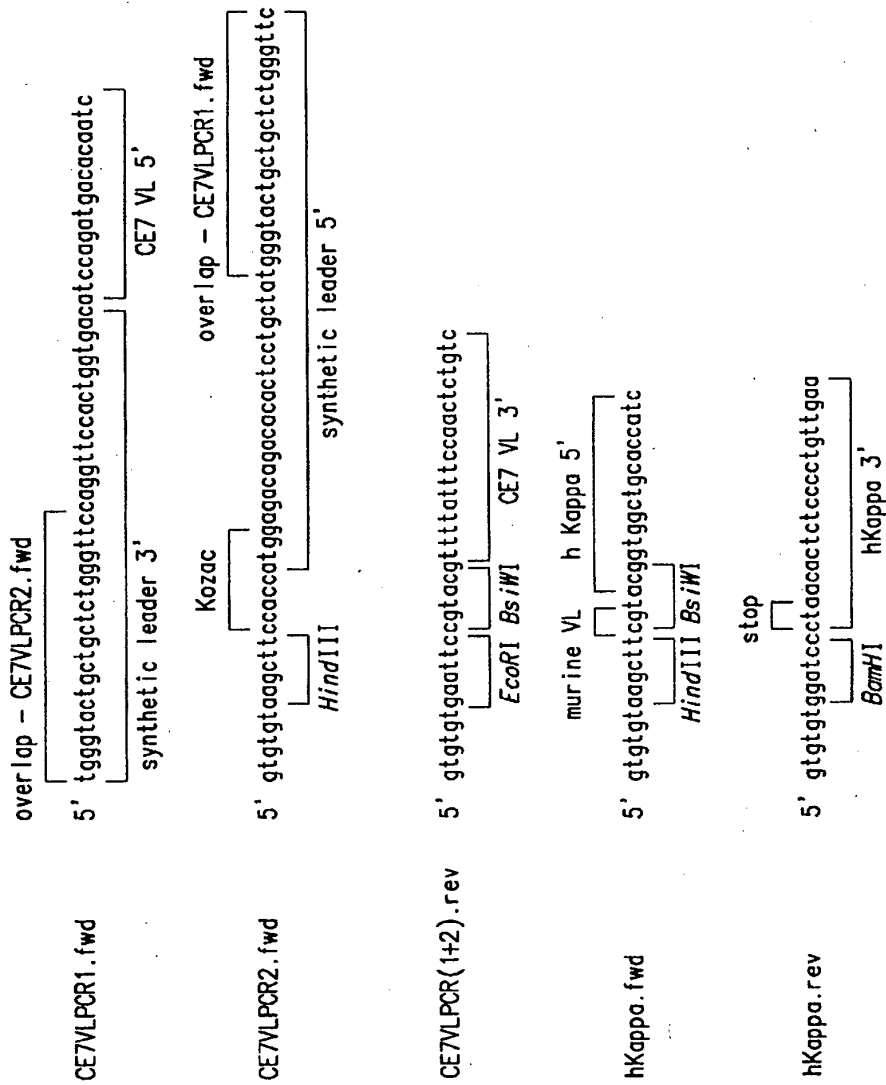 overlap – CE7VLPCR2.fwd
CE7VLPCR1.fwd 5' tgggtactgctgctctgggttccaggttccactggtgacatccagatgacacaatc
synthetic leader 3' CE7 VL 5'
Kozac overlap – CE7VLPCR1.fwd
CE7VLPCR2.fwd 5' gtgtgtaagcttccaccatggagacagacacactcctgctatgggtactgctgctctgggttc
HindIII synthetic leader 5'
CE7VLPCR(1+2).rev 5' gtgtgtgaattccgtacgttttatttccaactctgtc
EcoRI BsiWI CE7 VL 3'
murine VL h Kappa 5'
hKappa.fwd 5' gtgtgtaagcttcgtacggtggctgcaccatc
HindIII BsiWI
stop
hKappa.rev 5' gtgtgtggatccctaacactctcccctgttgaa
BamHI hKappa 3'